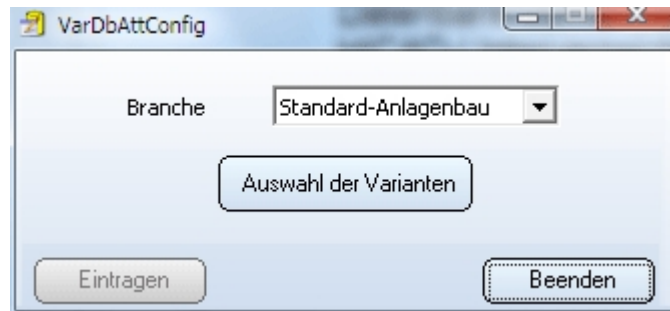 VarDbAttConfig
Branche
Standard-Anlagenbau
Auswahl der Varianten
Eintragen
Beenden